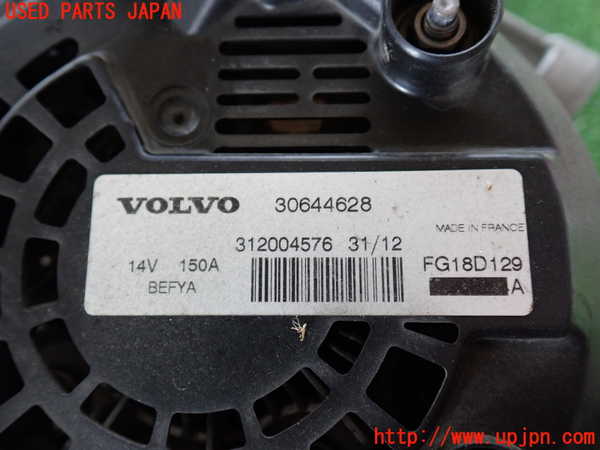 USED PARTS JAPAN
VOLVO 30644628
MADE IN FRANCE
312004576 31/12
14V 150A
FG18D129
BEFYA
A
http://www.upjpn.com/